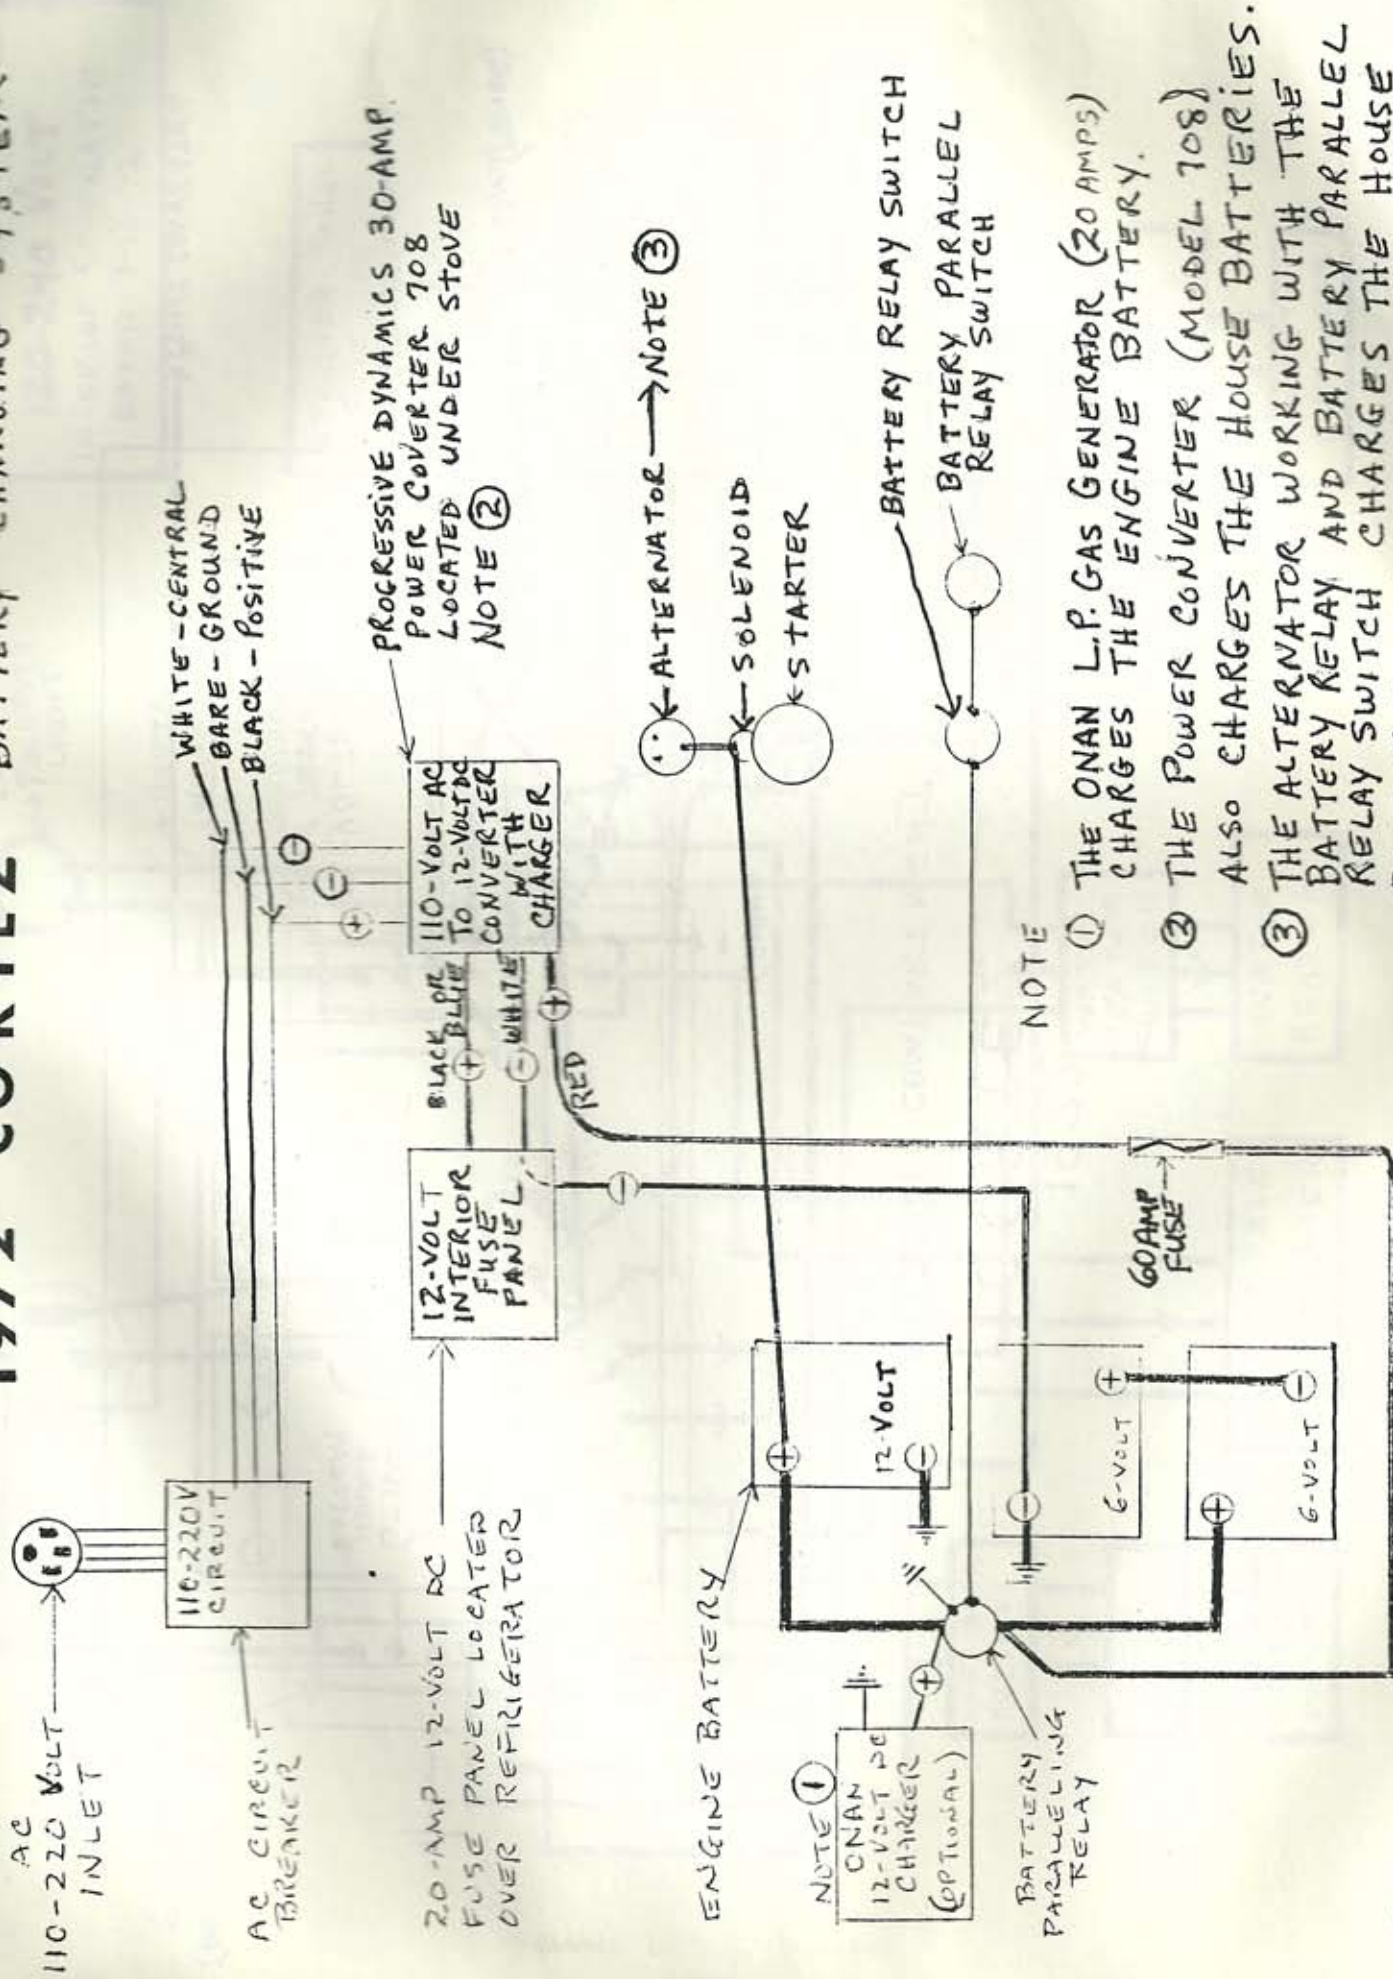 1972 CORTEZ BATTERY CHARGING SYSTEM
AC
110-220 VOLT
INLET
110-220V
CIRCUIT
AC CIRCUIT
BREAKER
WHITE-CENTRAL
BARE-GROUND
BLACK-POSITIVE
PROGRESSIVE DYNAMICS 30-AMP.
POWER COVERTER 708
LOCATED UNDER STOVE
NOTE ②
110-VOLT AC
TO 12-VOLT DC
CONVERTER
WITH
CHARGER
BLACK OR
BLUE
WHITE
RED
12-VOLT
INTERIOR
FUSE
PANEL
20-AMP 12-VOLT DC
FUSE PANEL LOCATED
OVER REFRIGERATOR
ALTERNATOR → NOTE ③
SOLENOID
STARTER
BATTERY RELAY SWITCH
BATTERY PARALLEL
RELAY SWITCH
ENGINE BATTERY
12-VOLT
6-VOLT
6-VOLT
60AMP
FUSE
NOTE ①
ONAN
12-VOLT DC
CHARGER
(OPTIONAL)
BATTERY
PARALLELING
RELAY
NOTE
① THE ONAN L.P. GAS GENERATOR (20 AMPS)
CHARGES THE ENGINE BATTERY.
② THE POWER CONVERTER (MODEL 708)
ALSO CHARGES THE HOUSE BATTERIES.
③ THE ALTERNATOR WORKING WITH THE
BATTERY RELAY AND BATTERY PARALLEL
RELAY SWITCH CHARGES THE HOUSE